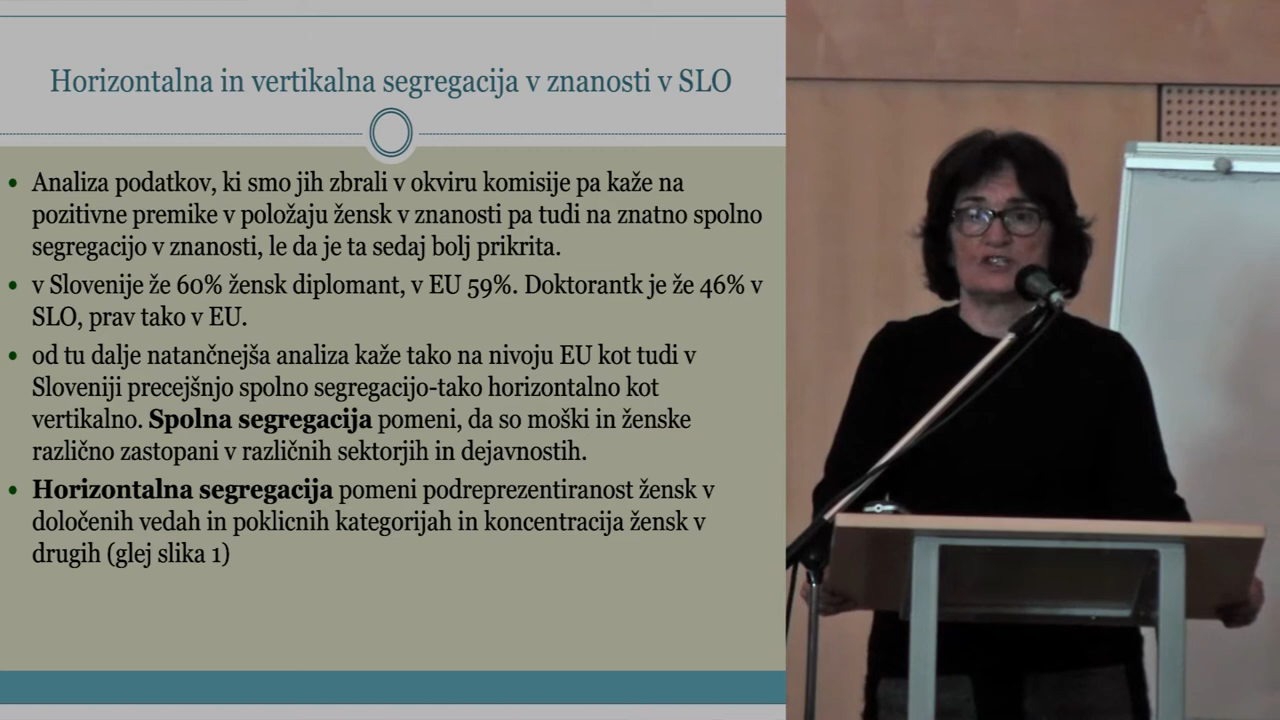 Horizontalna in vertikalna segregacija v znanosti v SLO
• Analiza podatkov, ki smo jih zbrali v okviru komisije pa kaže na
pozitivne premike v položaju žensk v znanosti pa tudi na znatno spolno
segregacijo v znanosti, le da je ta sedaj bolj prikrita.
• v Slovenije že 60% žensk diplomant, v EU 59%. Doktorantk je že 46% v
SLO, prav tako v EU.
• od tu dalje natančnejša analiza kaže tako na nivoju EU kot tudi v
Sloveniji precejšnjo spolno segregacijo-tako horizontalno kot
vertikalno. Spolna segregacija pomeni, da so moški in ženske
različno zastopani v različnih sektorjih in dejavnostih.
• Horizontalna segregacija pomeni podreprezentiranost žensk v
določenih vedah in poklicnih kategorijah in koncentracija žensk v
drugih (glej slika 1)